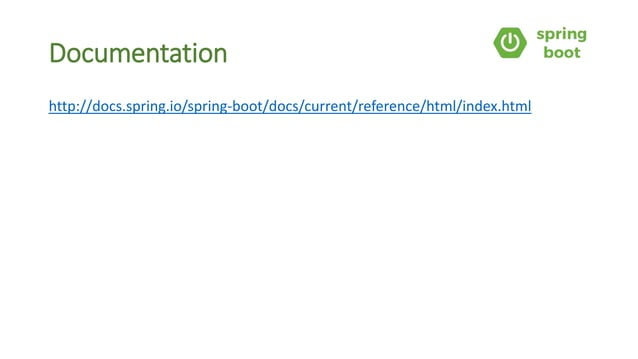 Documentation
spring
boot
http://docs.spring.io/spring-boot/docs/current/reference/html/index.html